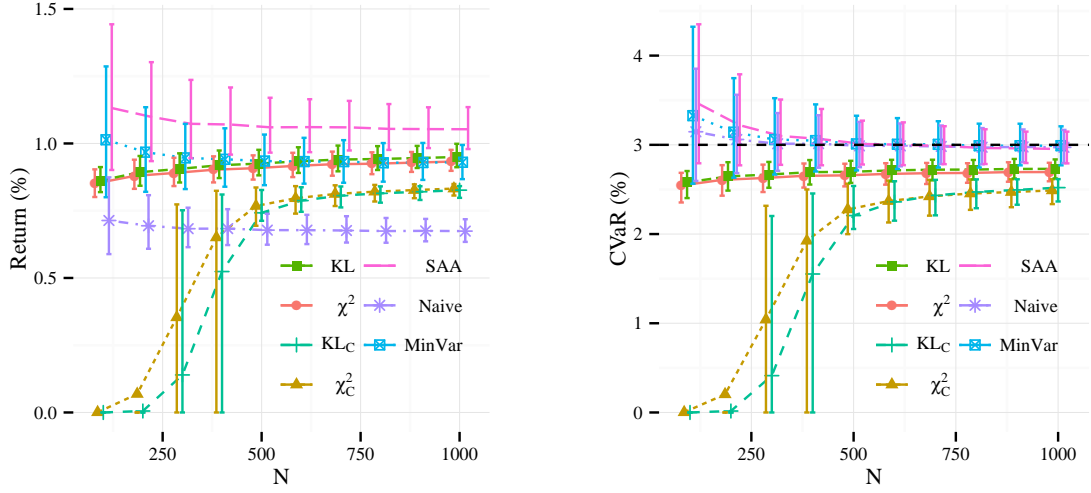 1.5
1.0
0.5
0.0
Return (%)
KL
SAA
χ²
Naive
KL_C
MinVar
χ²_C
250
500
750
1000
N
4
3
2
1
0
CVaR (%)
KL
SAA
χ²
Naive
KL_C
MinVar
χ²_C
250
500
750
1000
N